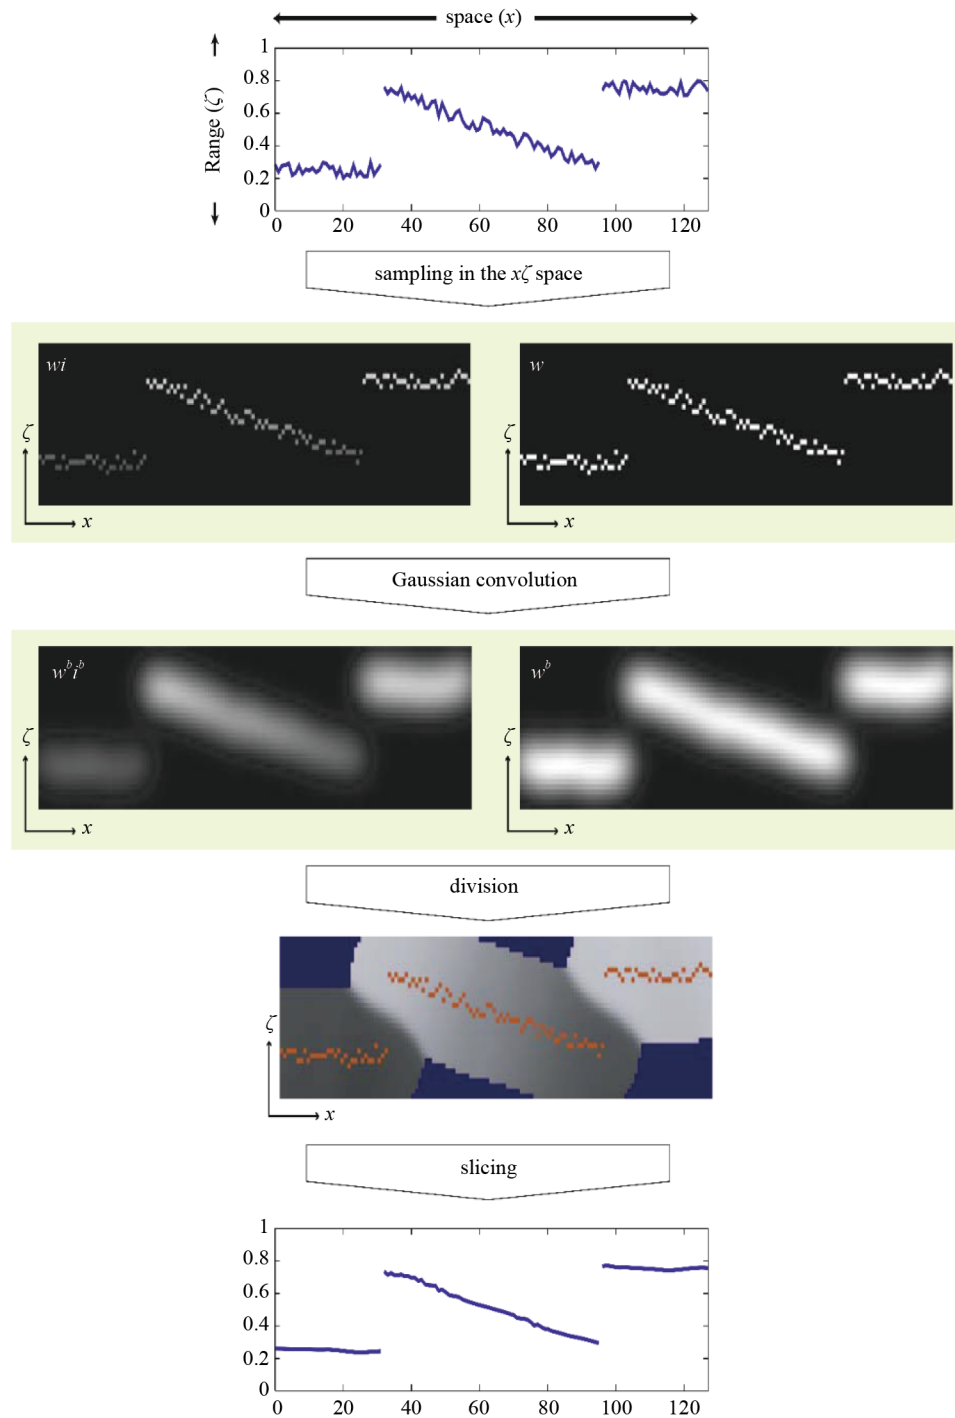 space (x)
Range (ζ)
1
0.8
0.6
0.4
0.2
0
0 20 40 60 80 100 120
sampling in the xζ space
wi
w
ζ
x
ζ
x
Gaussian convolution
wᵇiᵇ
wᵇ
ζ
x
ζ
x
division
ζ
x
slicing
1
0.8
0.6
0.4
0.2
0
0 20 40 60 80 100 120